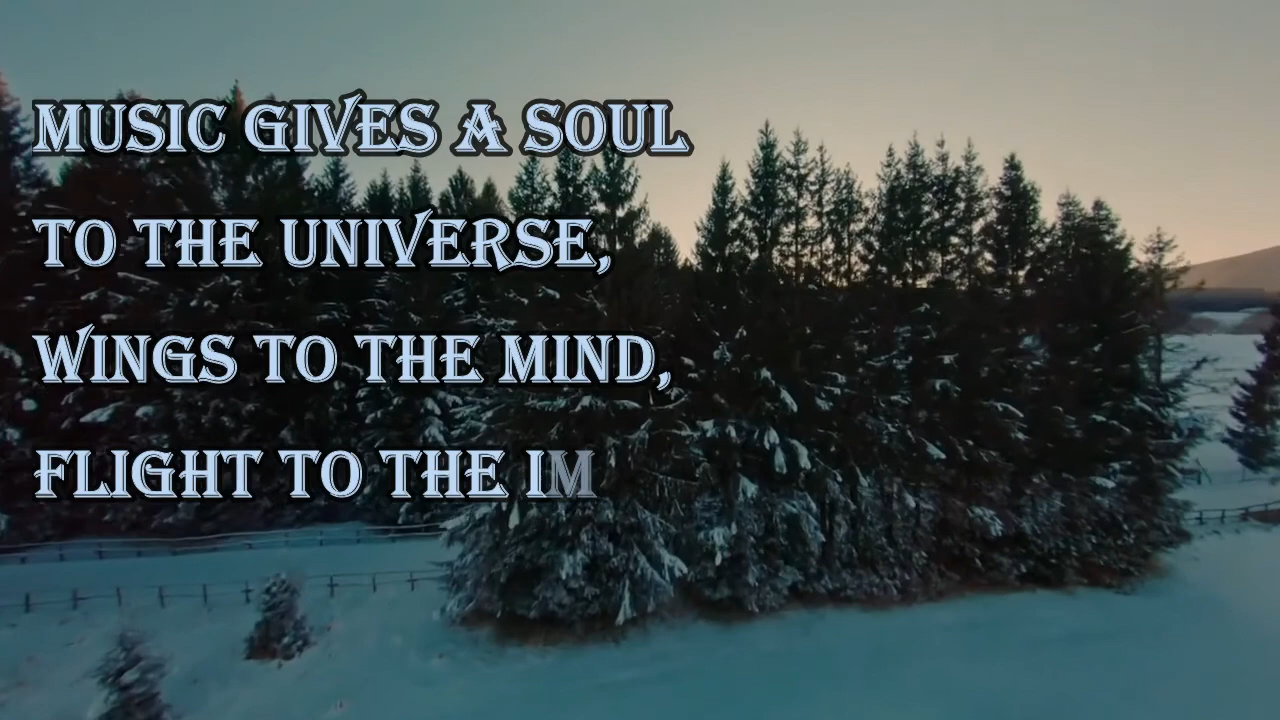 MUSIC GIVES A SOUL
TO THE UNIVERSE,
WINGS TO THE MIND,
FLIGHT TO THE IM